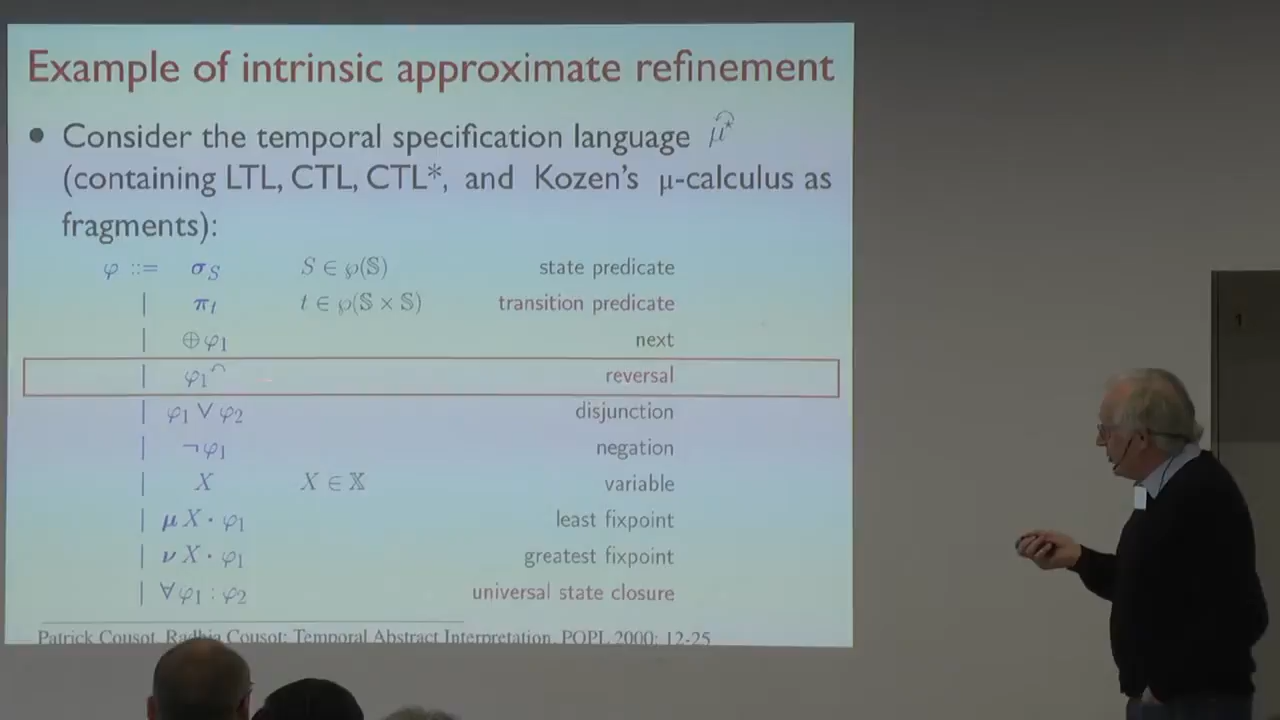 Example of intrinsic approximate refinement
• Consider the temporal specification language μ⋆
(containing LTL, CTL, CTL*, and Kozen's μ-calculus as
fragments):
φ ::= σ_S S ∈ ℘(𝕊) state predicate
| π_t t ∈ ℘(𝕊 × 𝕊) transition predicate
| ⊕φ₁ next
| φ₁⌒ reversal
| φ₁ ∨ φ₂ disjunction
| ¬φ₁ negation
| X X ∈ 𝕏 variable
| μX · φ₁ least fixpoint
| νX · φ₁ greatest fixpoint
| ∀φ₁ : φ₂ universal state closure
Patrick Cousot, Radhia Cousot: Temporal Abstract Interpretation. POPL 2000: 12-25
1